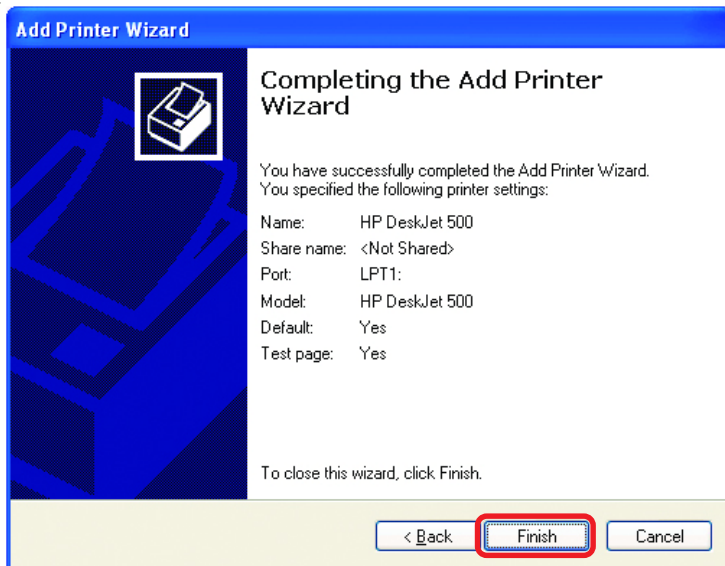 Add Printer Wizard
Completing the Add Printer
Wizard
You have successfully completed the Add Printer Wizard.
You specified the following printer settings:
Name: HP DeskJet 500
Share name: <Not Shared>
Port: LPT1:
Model: HP DeskJet 500
Default: Yes
Test page: Yes
To close this wizard, click Finish.
< Back Finish Cancel